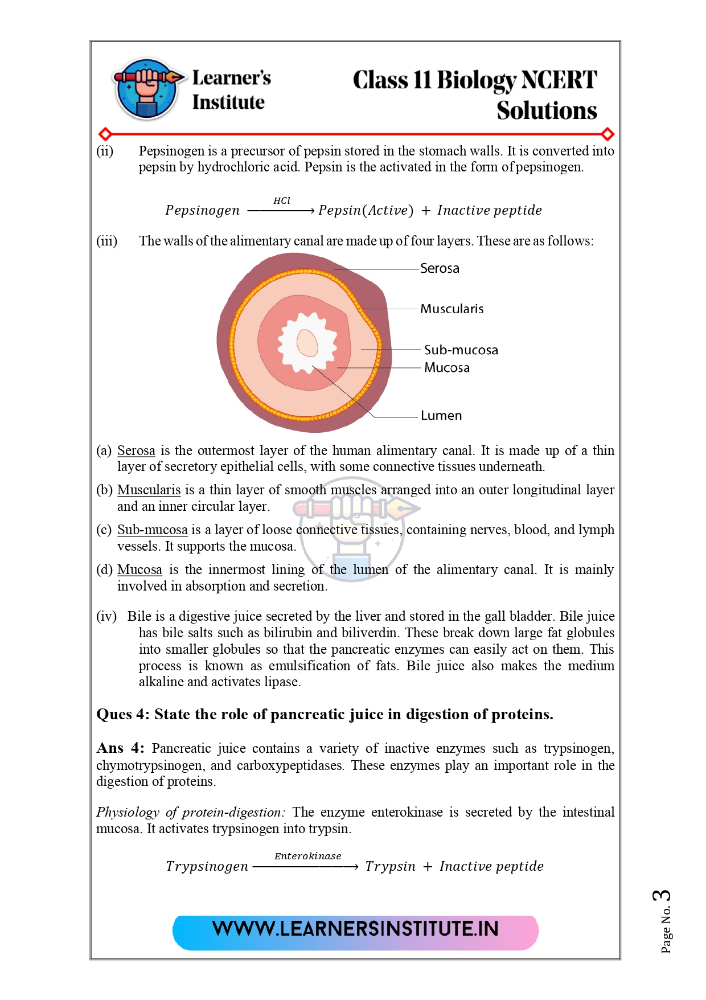 Learner's
Institute
Class 11 Biology NCERT
Solutions
(ii) Pepsinogen is a precursor of pepsin stored in the stomach walls. It is converted into
pepsin by hydrochloric acid. Pepsin is the activated in the form of pepsinogen.
HCl
Pepsinogen ⟶ Pepsin(Active) + Inactive peptide
(iii) The walls of the alimentary canal are made up of four layers. These are as follows:
Serosa
Muscularis
Sub-mucosa
Mucosa
Lumen
(a) Serosa is the outermost layer of the human alimentary canal. It is made up of a thin
layer of secretory epithelial cells, with some connective tissues underneath.
(b) Muscularis is a thin layer of smooth muscles arranged into an outer longitudinal layer
and an inner circular layer.
(c) Sub-mucosa is a layer of loose connective tissues, containing nerves, blood, and lymph
vessels. It supports the mucosa.
(d) Mucosa is the innermost lining of the lumen of the alimentary canal. It is mainly
involved in absorption and secretion.
(iv) Bile is a digestive juice secreted by the liver and stored in the gall bladder. Bile juice
has bile salts such as bilirubin and biliverdin. These break down large fat globules
into smaller globules so that the pancreatic enzymes can easily act on them. This
process is known as emulsification of fats. Bile juice also makes the medium
alkaline and activates lipase.
Ques 4: State the role of pancreatic juice in digestion of proteins.
Ans 4: Pancreatic juice contains a variety of inactive enzymes such as trypsinogen,
chymotrypsinogen, and carboxypeptidases. These enzymes play an important role in the
digestion of proteins.
Physiology of protein-digestion: The enzyme enterokinase is secreted by the intestinal
mucosa. It activates trypsinogen into trypsin.
Enterokinase
Trypsinogen ⟶ Trypsin + Inactive peptide
WWW.LEARNERSINSTITUTE.IN
Page No. 3